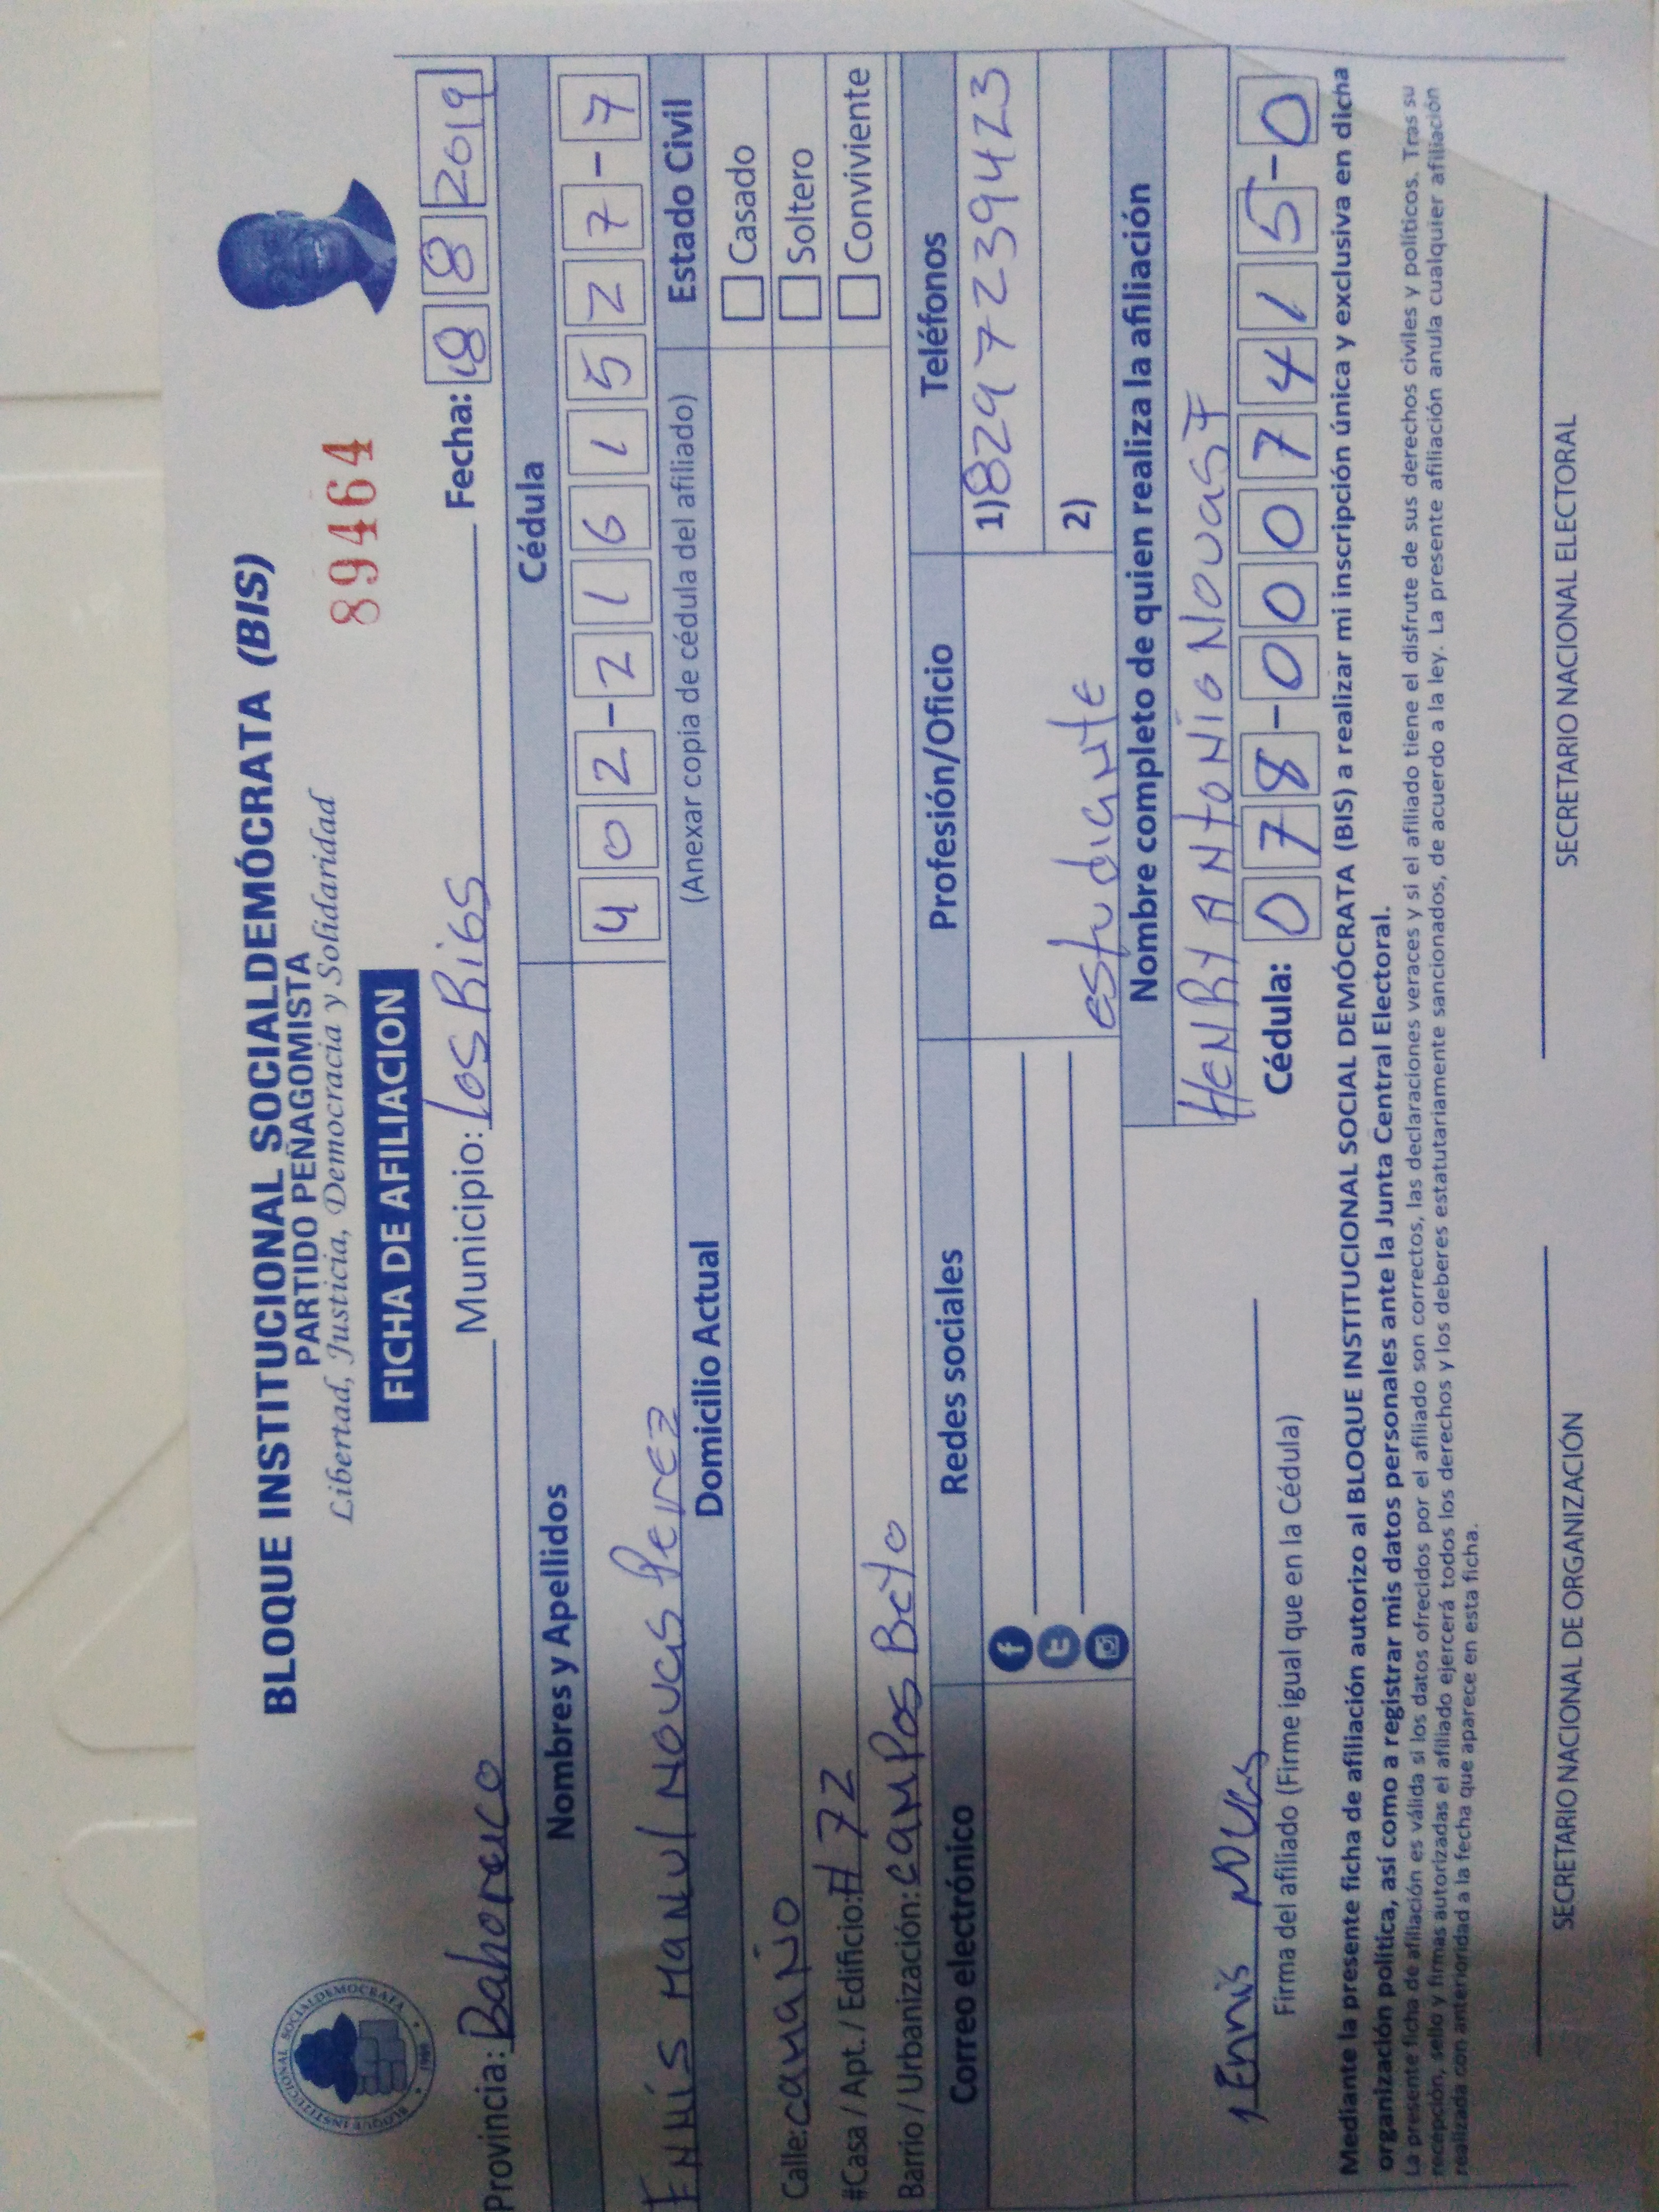 BLOQUE INSTITUCIONAL SOCIALDEMÓCRATA (BIS)
PARTIDO PEÑAGOMISTA
Libertad, Justicia, Democracia y Solidaridad
89464
FICHA DE AFILIACION
BLOQUE INSTITUCIONAL SOCIALDEMOCRATA
1989
Provincia: Bahoruco Municipio: Los Rios Fecha: 8 8 2019
Nombres y Apellidos Cédula
Ennis Manul Novas Perez 402-2161527-7
Domicilio Actual (Anexar copia de cédula del afiliado) Estado Civil
Calle: caamaÑo Casado
#Casa / Apt. / Edificio: # 72 Soltero
Barrio / Urbanización: campos Beto Conviviente
Correo electrónico Redes sociales Profesión/Oficio Teléfonos
1) 8297239423
estudiante 2)
Nombre completo de quien realiza la afiliación
HENRY ANtONio Novas F
1 Ennis Novas Cédula: 078-0007415-0
Firma del afiliado (Firme igual que en la Cédula)
Mediante la presente ficha de afiliación autorizo al BLOQUE INSTITUCIONAL SOCIAL DEMÓCRATA (BIS) a realizar mi inscripción única y exclusiva en dicha
organización política, así como a registrar mis datos personales ante la Junta Central Electoral.
La presente ficha de afiliación es válida si los datos ofrecidos por el afiliado son correctos, las declaraciones veraces y si el afiliado tiene el disfrute de sus derechos civiles y políticos. Tras su
recepción, sello y firmas autorizadas el afiliado ejercerá todos los derechos y los deberes estatutariamente sancionados, de acuerdo a la ley. La presente afiliación anula cualquier afiliación
realizada con anterioridad a la fecha que aparece en esta ficha.
SECRETARIO NACIONAL DE ORGANIZACIÓN SECRETARIO NACIONAL ELECTORAL